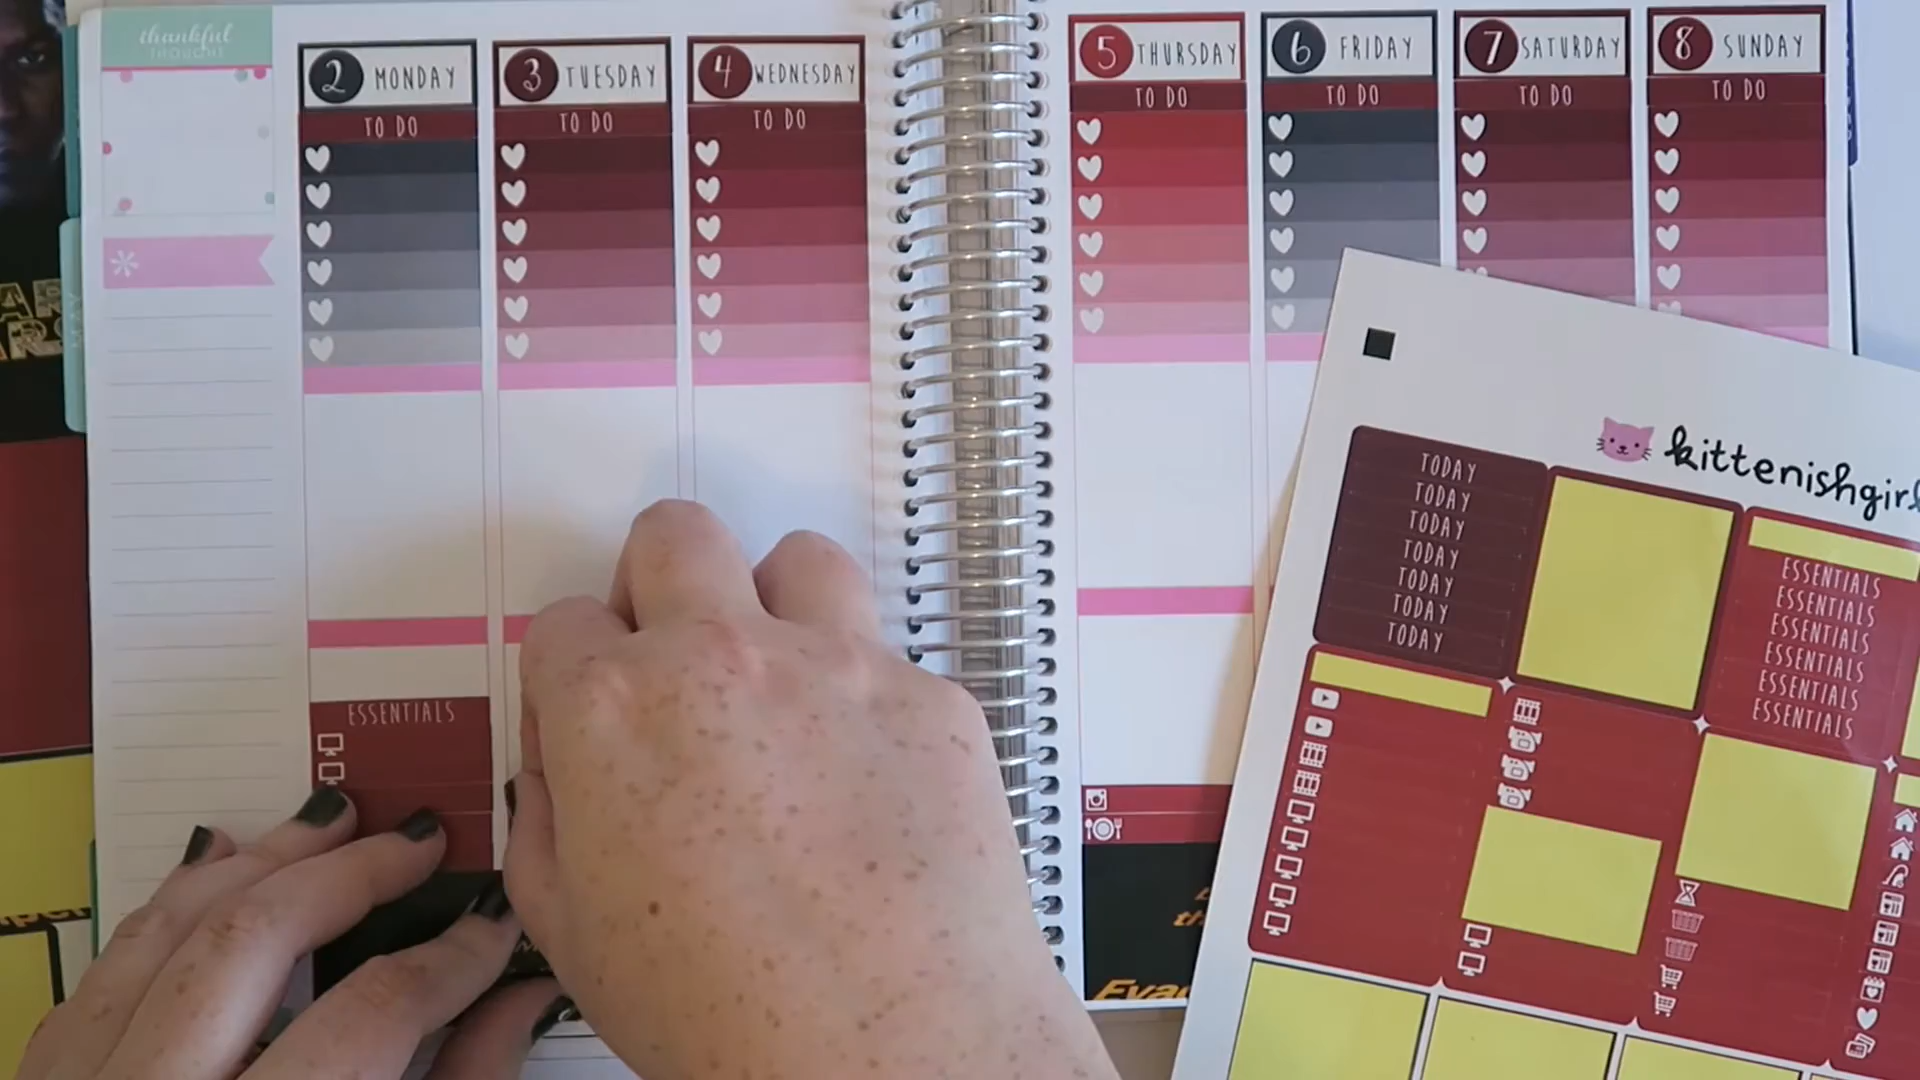 thankful
THOUGHT
2 MONDAY
TO DO
3 TUESDAY
TO DO
4 WEDNESDAY
TO DO
5 THURSDAY
TO DO
6 FRIDAY
TO DO
7 SATURDAY
TO DO
8 SUNDAY
TO DO
MAY
ESSENTIALS
kittenishgirl
TODAY
TODAY
TODAY
TODAY
TODAY
TODAY
TODAY
ESSENTIALS
ESSENTIALS
ESSENTIALS
ESSENTIALS
ESSENTIALS
ESSENTIALS